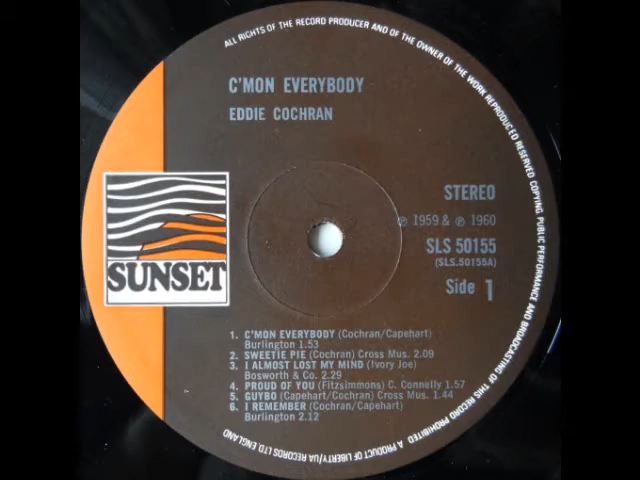 ALL RIGHTS OF THE RECORD PRODUCER AND OF THE OWNER OF THE WORK REPRODUCED RESERVED. COPYING, PUBLIC PERFORMANCE AND BROADCASTING OF THIS RECORD PROHIBITED. A PRODUCT OF LIBERTY/UA RECORDS LTD. ENGLAND
C'MON EVERYBODY
EDDIE COCHRAN
STEREO
℗ 1959 & ℗ 1960
SLS 50155
(SLS.50155A)
SUNSET
Side 1
1. C'MON EVERYBODY (Cochran/Capehart)
Burlington 1.53
2. SWEETIE PIE (Cochran) Cross Mus. 2.09
3. I ALMOST LOST MY MIND (Ivory Joe)
Bosworth & Co. 2.29
4. PROUD OF YOU (Fitzsimmons) C. Connelly 1.57
5. GUYBO (Capehart/Cochran) Cross Mus. 1.44
6. I REMEMBER (Cochran/Capehart)
Burlington 2.12